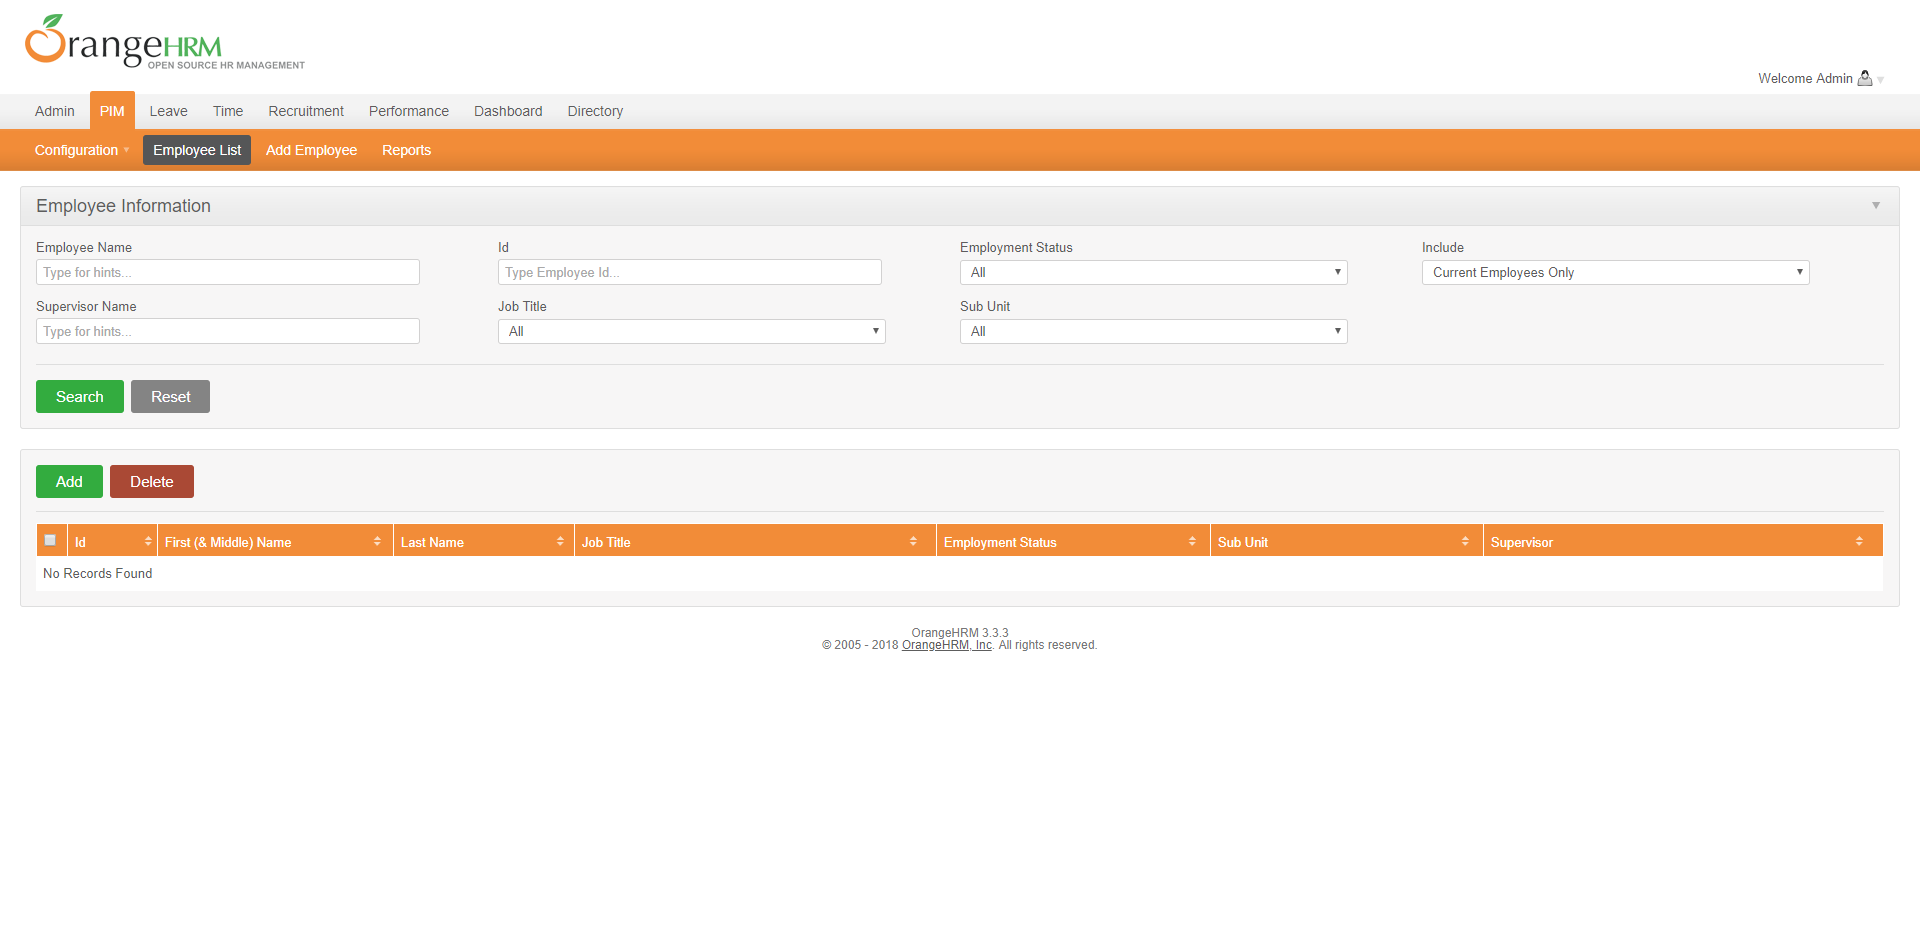 OrangeHRM
OPEN SOURCE HR MANAGEMENT
Welcome Admin
Admin PIM Leave Time Recruitment Performance Dashboard Directory
Configuration Employee List Add Employee Reports
Employee Information
Employee Name Id Employment Status Include
Type for hints... Type Employee Id... All Current Employees Only
Supervisor Name Job Title Sub Unit
Type for hints... All All
Search Reset
Add Delete
Id First (& Middle) Name Last Name Job Title Employment Status Sub Unit Supervisor
No Records Found
OrangeHRM 3.3.3
© 2005 - 2018 OrangeHRM, Inc. All rights reserved.